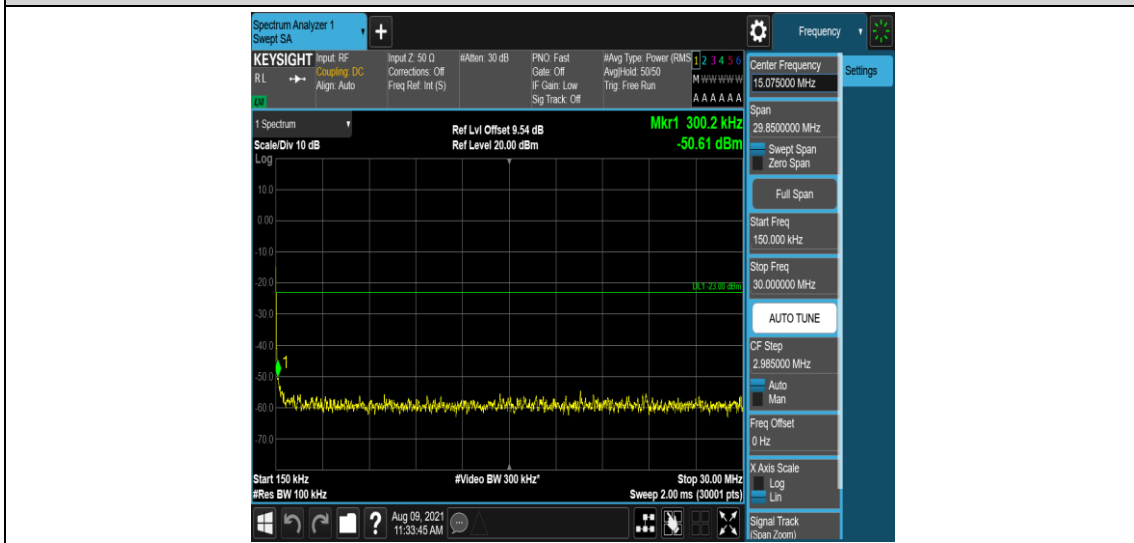 Spectrum Analyzer 1
Swept SA
Frequency
KEYSIGHT
RL
Input: RF
Coupling: DC
Align: Auto
Input Z: 50 Ω
Corrections: Off
Freq Ref: Int (S)
#Atten: 30 dB
PNO: Fast
Gate: Off
IF Gain: Low
Sig Track: Off
#Avg Type: Power (RMS
Avg|Hold: 50/50
Trig: Free Run
1 2 3 4 5 6
M W W W W W
A A A A A A
Center Frequency
15.075000 MHz
Settings
Span
29.8500000 MHz
Swept Span
Zero Span
Full Span
Start Freq
150.000 kHz
Stop Freq
30.000000 MHz
AUTO TUNE
CF Step
2.985000 MHz
Auto
Man
Freq Offset
0 Hz
X Axis Scale
Log
Lin
Signal Track
(Span Zoom)
1 Spectrum
Scale/Div 10 dB
Ref Lvl Offset 9.54 dB
Ref Level 20.00 dBm
Mkr1 300.2 kHz
-50.61 dBm
Log
10.0
0.00
-10.0
-20.0
DL1 -23.00 dBm
-30.0
-40.0
1
-50.0
-60.0
-70.0
Start 150 kHz
#Video BW 300 kHz*
Stop 30.00 MHz
#Res BW 100 kHz
Sweep 2.00 ms (30001 pts)
?
Aug 09, 2021
11:33:45 AM